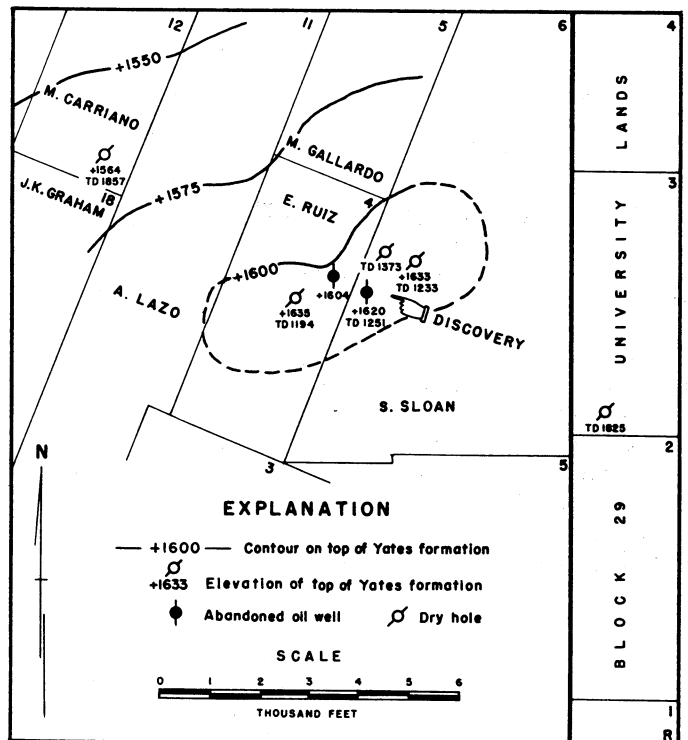 12
11
5
6
4
+1550
M. CARRIANO
+1564
TD 1857
J.K. GRAHAM
18
+1575
M. GALLARDO
E. RUIZ
4
LANDS
3
UNIVERSITY
A. LAZO
+1600
TD 1373
+1633
TD 1233
+1604
+1635
TD 1194
+1620
TD 1251
DISCOVERY
S. SLOAN
TD 1825
3
5
2
N
EXPLANATION
+1600 Contour on top of Yates formation
+1633 Elevation of top of Yates formation
Abandoned oil well Dry hole
BLOCK 29
SCALE
0 1 2 3 4 5 6
THOUSAND FEET
1
R